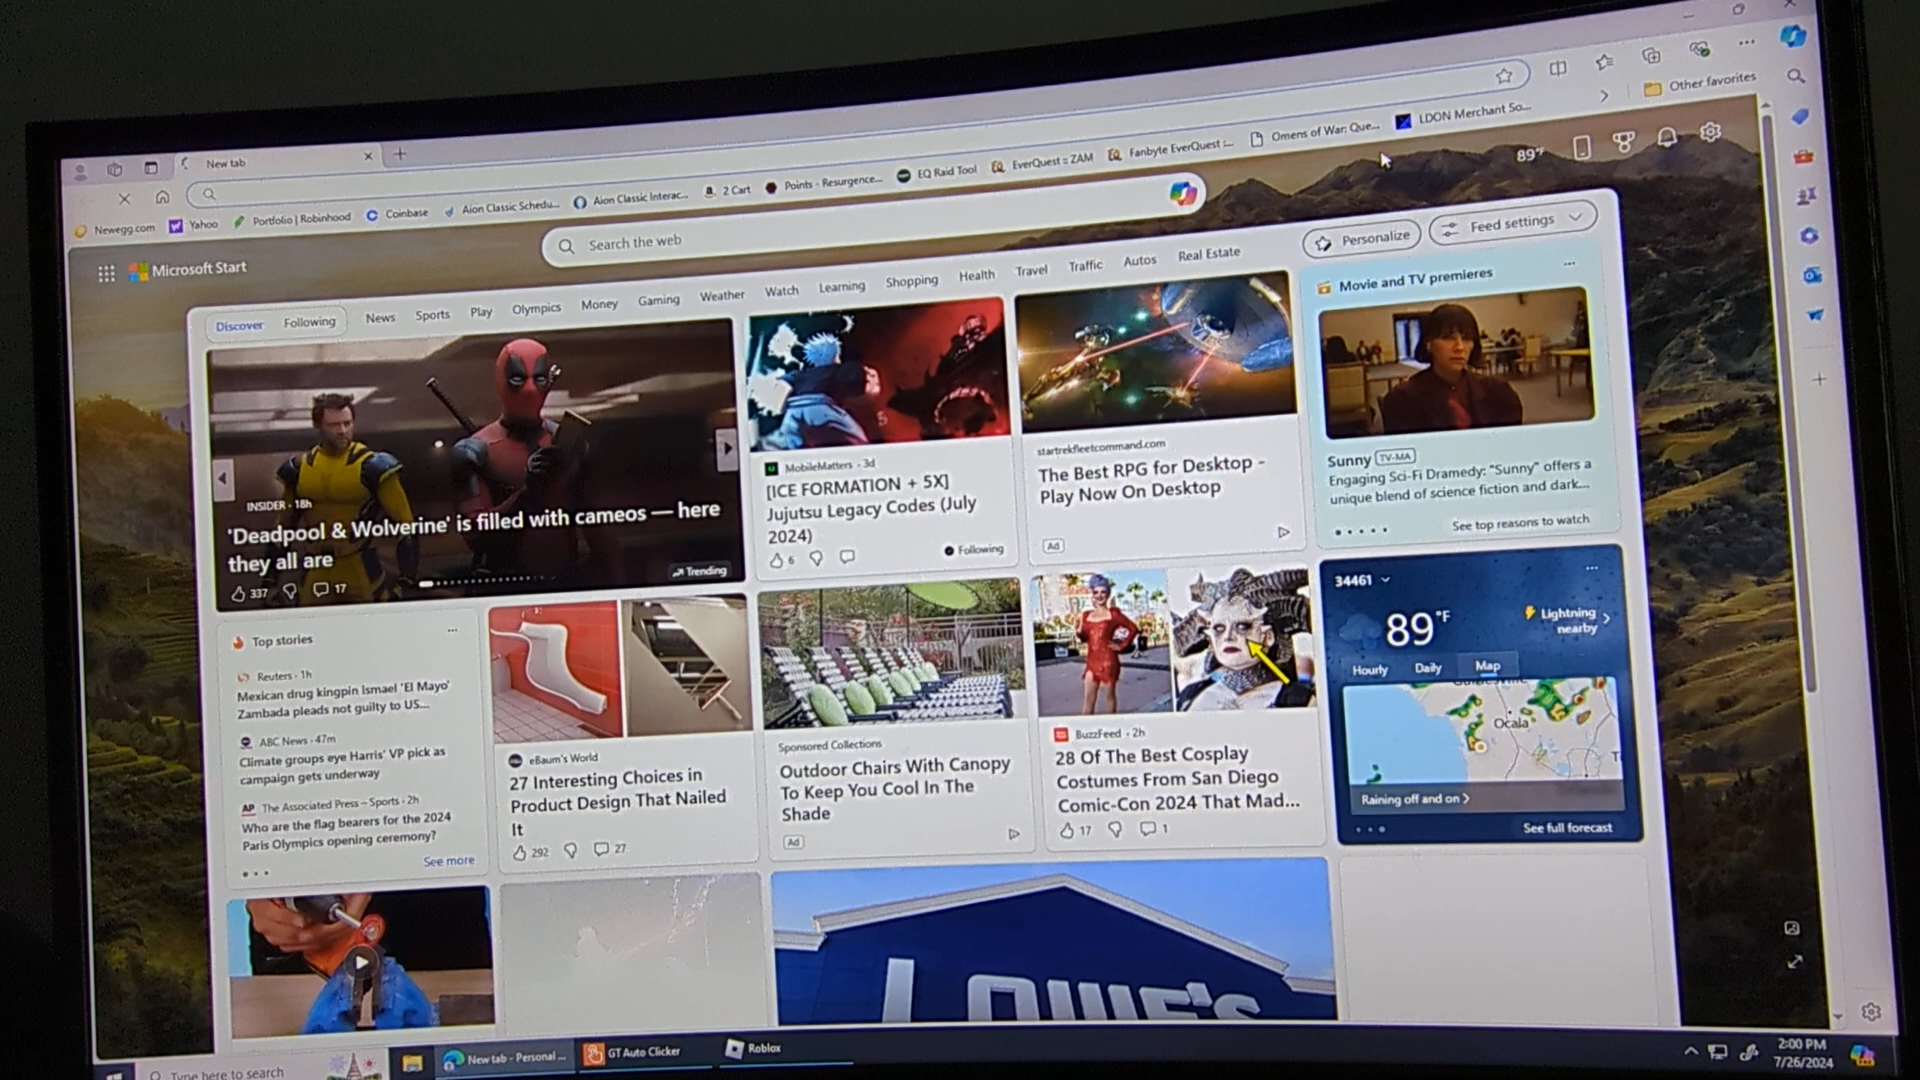 New tab
Other favorites
Newegg.com
Yahoo
Portfolio | Robinhood
Coinbase
Aion Classic Schedu...
Aion Classic Interac...
2 Cart
Points - Resurgence...
EQ Raid Tool
EverQuest :: ZAM
Fanbyte EverQuest :...
Omens of War: Que...
LDON Merchant So...
89°F
Microsoft Start
Search the web
Personalize
Feed settings
Discover
Following
News
Sports
Play
Olympics
Money
Gaming
Weather
Watch
Learning
Shopping
Health
Travel
Traffic
Autos
Real Estate
INSIDER · 18h
'Deadpool & Wolverine' is filled with cameos — here
they all are
337
17
Trending
MobileMatters · 3d
[ICE FORMATION + 5X]
Jujutsu Legacy Codes (July
2024)
6
Following
startrekfleetcommand.com
The Best RPG for Desktop -
Play Now On Desktop
Ad
Movie and TV premieres
Sunny TV-MA
Engaging Sci-Fi Dramedy: "Sunny" offers a
unique blend of science fiction and dark...
See top reasons to watch
Top stories
Reuters · 1h
Mexican drug kingpin Ismael 'El Mayo'
Zambada pleads not guilty to US...
ABC News · 47m
Climate groups eye Harris' VP pick as
campaign gets underway
AP The Associated Press – Sports · 2h
Who are the flag bearers for the 2024
Paris Olympics opening ceremony?
See more
eBaum's World
27 Interesting Choices in
Product Design That Nailed
It
292
27
Sponsored Collections
Outdoor Chairs With Canopy
To Keep You Cool In The
Shade
Ad
BuzzFeed · 2h
28 Of The Best Cosplay
Costumes From San Diego
Comic-Con 2024 That Mad...
17
1
34461
89°F
Lightning
nearby
Hourly
Daily
Map
Ocala
Raining off and on
See full forecast
LOWE'S
Type here to search
New tab - Personal ...
GT Auto Clicker
Roblox
2:00 PM
7/26/2024